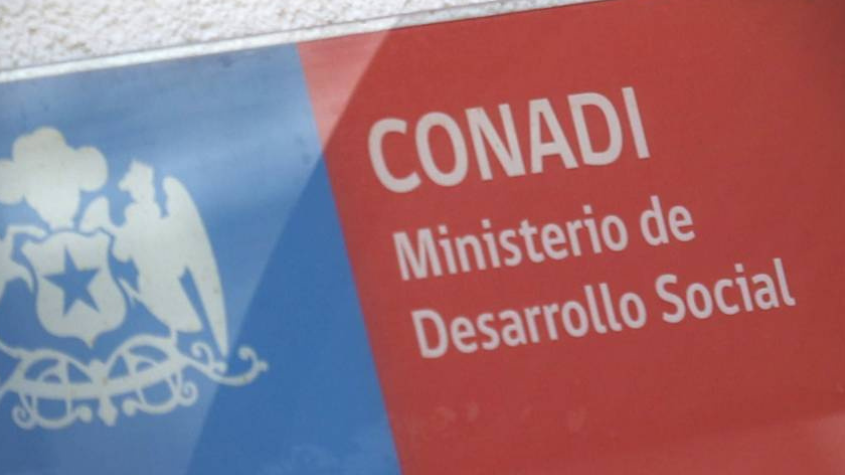 CONADI
Ministerio de
Desarrollo Social